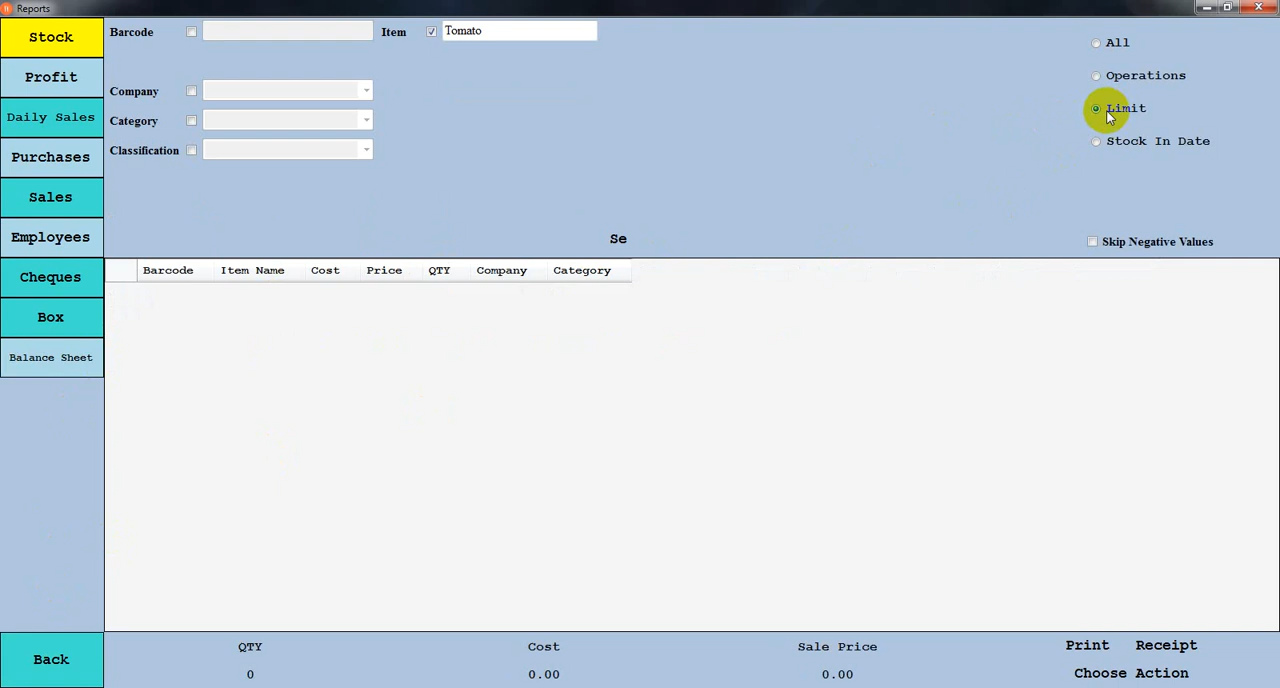 Reports
Stock
Profit
Daily Sales
Purchases
Sales
Employees
Cheques
Box
Balance Sheet
Back
Barcode
Item Tomato
Company
Category
Classification
All
Operations
Limit
Stock In Date
Se
Skip Negative Values
Barcode Item Name Cost Price QTY Company Category
QTY Cost Sale Price
0 0.00 0.00
Print Receipt
Choose Action